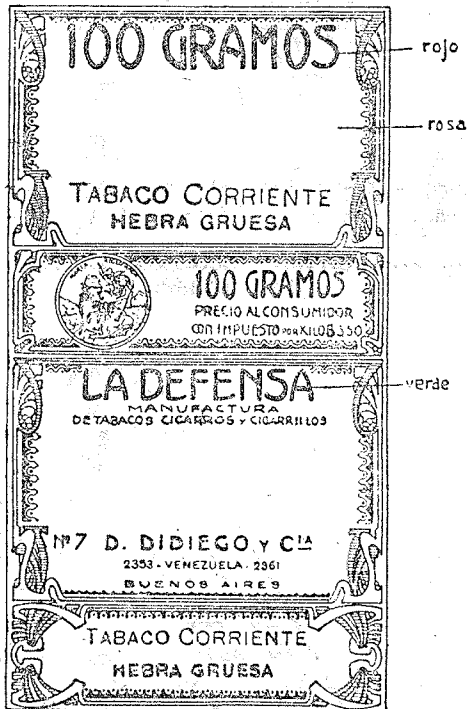 100 GRAMOS
rojo
rosa
TABACO CORRIENTE
HEBRA GRUESA
100 GRAMOS
PRECIO AL CONSUMIDOR
CON IMPUESTO POR KILO $ 3.50
LA DEFENSA
verde
MANUFACTURA
DE TABACOS CIGARROS Y CIGARRILLOS
Nº 7 D. DIDIEGO Y CIA
2353 - VENEZUELA - 2361
BUENOS AIRES
TABACO CORRIENTE
HEBRA GRUESA